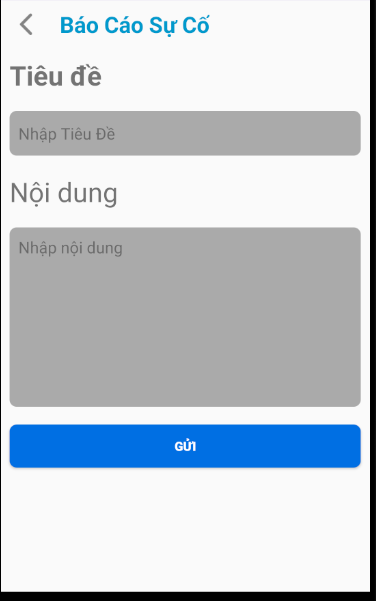 Báo Cáo Sự Cố
Tiêu đề
Nhập Tiêu Đề
Nội dung
Nhập nội dung
GỬI